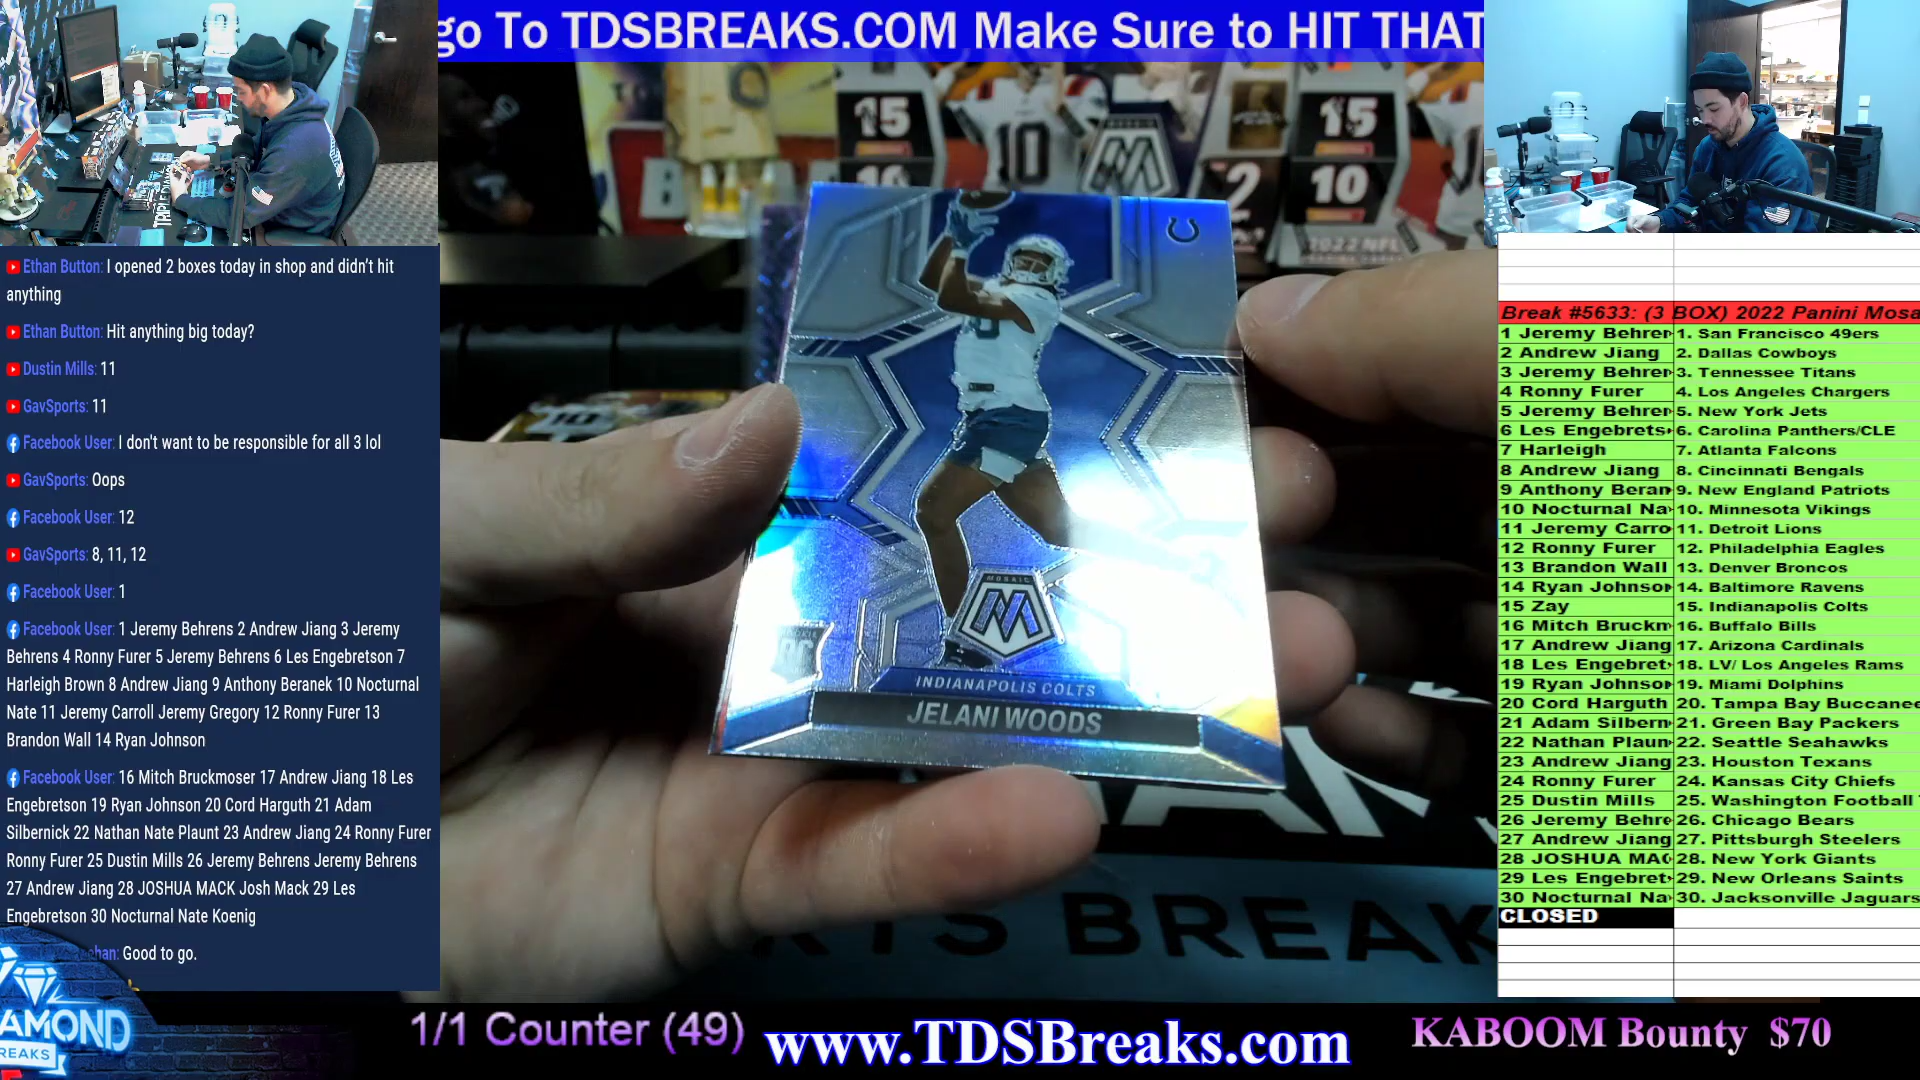 go To TDSBREAKS.COM Make Sure to HIT THAT
Ethan Button: I opened 2 boxes today in shop and didn't hit
anything
Ethan Button: Hit anything big today?
Dustin Mills: 11
GavSports: 11
Facebook User: I don't want to be responsible for all 3 lol
GavSports: Oops
Facebook User: 12
GavSports: 8, 11, 12
Facebook User: 1
Facebook User: 1 Jeremy Behrens 2 Andrew Jiang 3 Jeremy
Behrens 4 Ronny Furer 5 Jeremy Behrens 6 Les Engebretson 7
Harleigh Brown 8 Andrew Jiang 9 Anthony Beranek 10 Nocturnal
Nate 11 Jeremy Carroll Jeremy Gregory 12 Ronny Furer 13
Brandon Wall 14 Ryan Johnson
Facebook User: 16 Mitch Bruckmoser 17 Andrew Jiang 18 Les
Engebretson 19 Ryan Johnson 20 Cord Harguth 21 Adam
Silbernick 22 Nathan Nate Plaunt 23 Andrew Jiang 24 Ronny Furer
Ronny Furer 25 Dustin Mills 26 Jeremy Behrens Jeremy Behrens
27 Andrew Jiang 28 JOSHUA MACK Josh Mack 29 Les
Engebretson 30 Nocturnal Nate Koenig
han: Good to go.
AMOND
REAKS
15
10
15
10
2
10
2022 NFL
MOSAIC
INDIANAPOLIS COLTS
JELANI WOODS
RTS BREAK
Break #5633: (3 BOX) 2022 Panini Mosa
1 Jeremy Behren 1. San Francisco 49ers
2 Andrew Jiang 2. Dallas Cowboys
3 Jeremy Behren 3. Tennessee Titans
4 Ronny Furer 4. Los Angeles Chargers
5 Jeremy Behren 5. New York Jets
6 Les Engebrets 6. Carolina Panthers/CLE
7 Harleigh 7. Atlanta Falcons
8 Andrew Jiang 8. Cincinnati Bengals
9 Anthony Beran 9. New England Patriots
10 Nocturnal Na 10. Minnesota Vikings
11 Jeremy Carro 11. Detroit Lions
12 Ronny Furer 12. Philadelphia Eagles
13 Brandon Wall 13. Denver Broncos
14 Ryan Johnson 14. Baltimore Ravens
15 Zay 15. Indianapolis Colts
16 Mitch Bruckm 16. Buffalo Bills
17 Andrew Jiang 17. Arizona Cardinals
18 Les Engebret 18. LV/ Los Angeles Rams
19 Ryan Johnson 19. Miami Dolphins
20 Cord Harguth 20. Tampa Bay Buccanee
21 Adam Silbern 21. Green Bay Packers
22 Nathan Plaun 22. Seattle Seahawks
23 Andrew Jiang 23. Houston Texans
24 Ronny Furer 24. Kansas City Chiefs
25 Dustin Mills 25. Washington Football
26 Jeremy Behre 26. Chicago Bears
27 Andrew Jiang 27. Pittsburgh Steelers
28 JOSHUA MAC 28. New York Giants
29 Les Engebret 29. New Orleans Saints
30 Nocturnal Na 30. Jacksonville Jaguars
CLOSED
1/1 Counter (49)
www.TDSBreaks.com
KABOOM Bounty $70